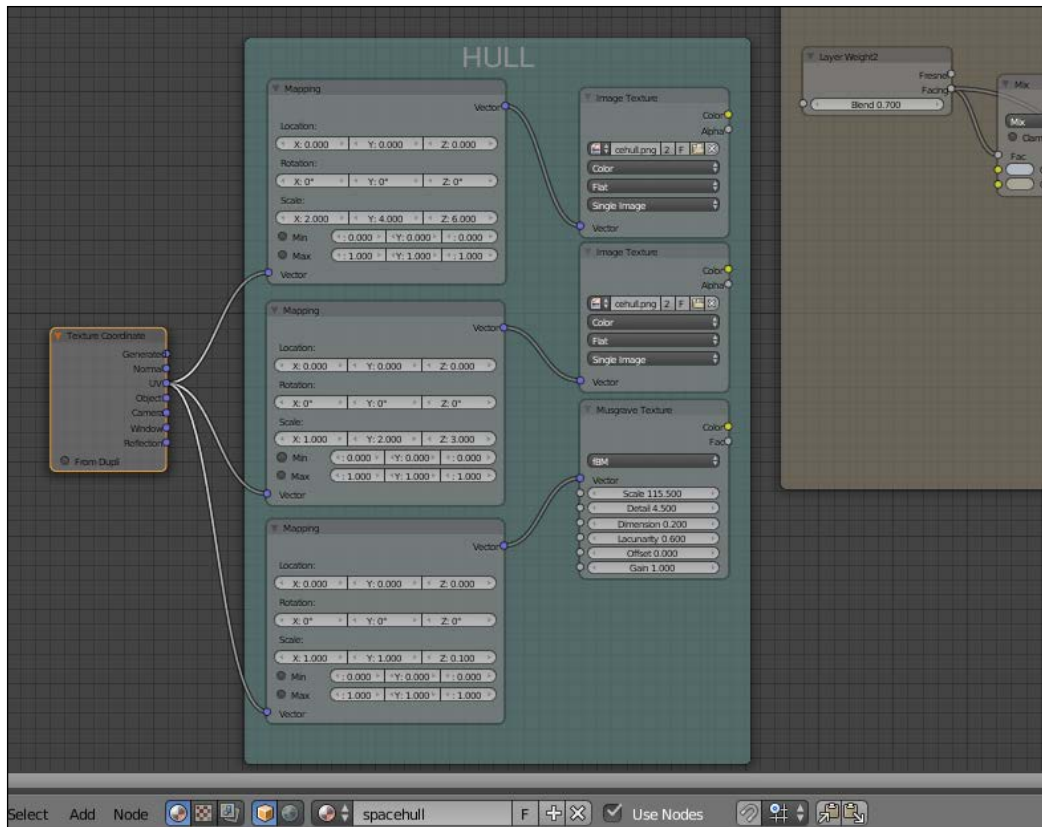 HULL
Mapping
Vector
Location:
X: 0.000 Y: 0.000 Z: 0.000
Rotation:
X: 0° Y: 0° Z: 0°
Scale:
X: 2.000 Y: 4.000 Z: 6.000
Min : 0.000 Y: 0.000 : 0.000
Max : 1.000 Y: 1.000 : 1.000
Vector
Mapping
Vector
Location:
X: 0.000 Y: 0.000 Z: 0.000
Rotation:
X: 0° Y: 0° Z: 0°
Scale:
X: 1.000 Y: 2.000 Z: 3.000
Min : 0.000 Y: 0.000 : 0.000
Max : 1.000 Y: 1.000 : 1.000
Vector
Mapping
Vector
Location:
X: 0.000 Y: 0.000 Z: 0.000
Rotation:
X: 0° Y: 0° Z: 0°
Scale:
X: 1.000 Y: 1.000 Z: 0.100
Min : 0.000 Y: 0.000 : 0.000
Max : 1.000 Y: 1.000 : 1.000
Vector
Texture Coordinate
Generated
Normal
UV
Object
Camera
Window
Reflection
From Dupli
Image Texture
Color
Alpha
cehull.png 2 F
Color
Flat
Single Image
Vector
Image Texture
Color
Alpha
cehull.png 2 F
Color
Flat
Single Image
Vector
Musgrave Texture
Color
Fac
fBM
Vector
Scale 115.500
Detail 4.500
Dimension 0.200
Lacunarity 0.600
Offset 0.000
Gain 1.000
Layer Weight2
Fresnel
Facing
Blend 0.700
Mix
Mix
Clam
Fac
Select Add Node spacehull F Use Nodes